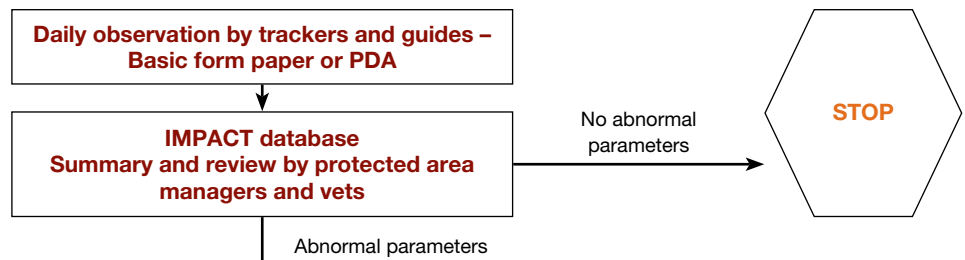 Daily observation by trackers and guides –
Basic form paper or PDA
IMPACT database
Summary and review by protected area
managers and vets
No abnormal
parameters
STOP
Abnormal parameters